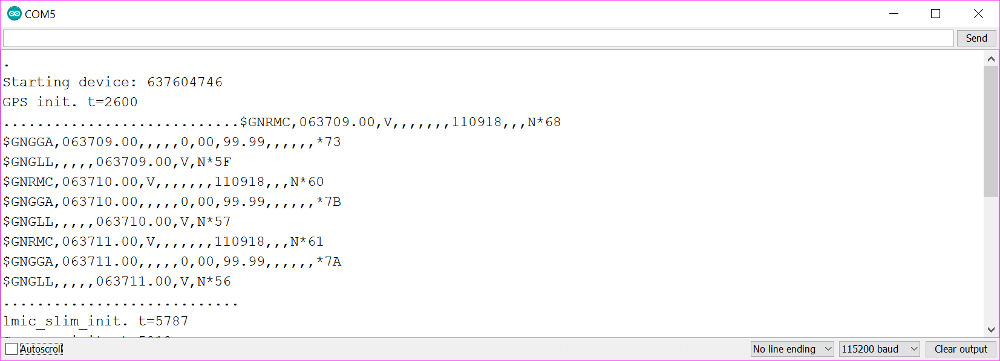 COM5
Send
.
Starting device: 637604746
GPS init. t=2600
............................$GNRMC,063709.00,V,,,,,,,110918,,,N*68
$GNGGA,063709.00,,,,,0,00,99.99,,,,,,*73
$GNGLL,,,,,063709.00,V,N*5F
$GNRMC,063710.00,V,,,,,,,110918,,,N*60
$GNGGA,063710.00,,,,,0,00,99.99,,,,,,*7B
$GNGLL,,,,,063710.00,V,N*57
$GNRMC,063711.00,V,,,,,,,110918,,,N*61
$GNGGA,063711.00,,,,,0,00,99.99,,,,,,*7A
$GNGLL,,,,,063711.00,V,N*56
............................
lmic_slim_init. t=5787
Autoscroll No line ending 115200 baud Clear output